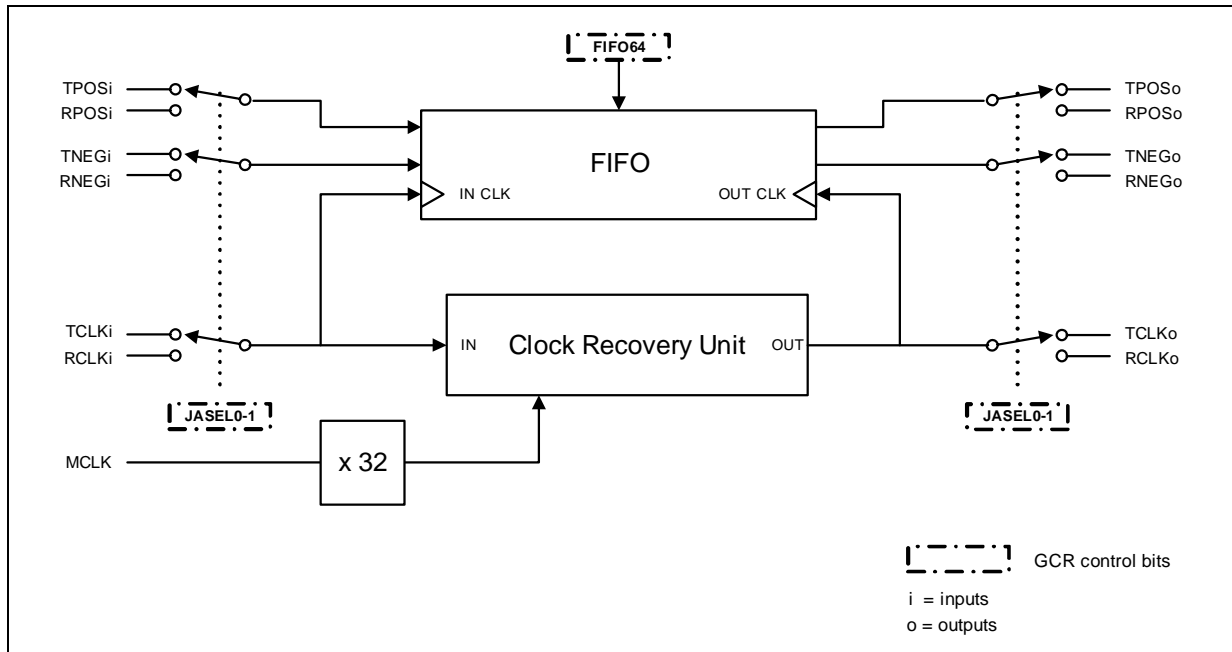 FIFO64
TPOSi
RPOSi
TNEGi
RNEGi
FIFO
IN CLK
OUT CLK
TPOSo
RPOSo
TNEGo
RNEGo
TCLKi
RCLKi
IN
Clock Recovery Unit
OUT
TCLKo
RCLKo
JASEL0-1
JASEL0-1
MCLK
x 32
GCR control bits
i = inputs
o = outputs